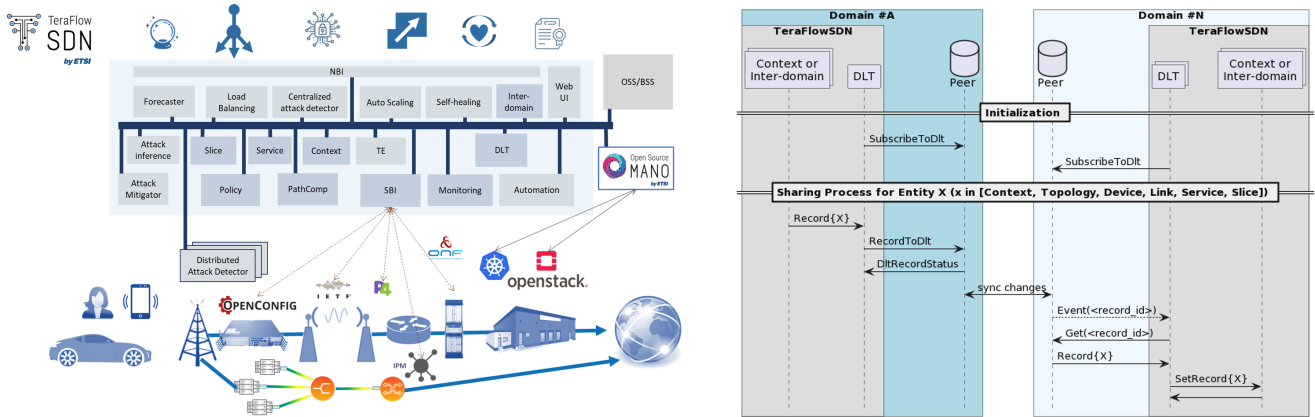 TeraFlow
SDN
by ETSI
NBI
Forecaster
Load
Balancing
Centralized
attack detector
Auto Scaling
Self-healing
Inter-
domain
Web
UI
OSS/BSS
Attack
inference
Slice
Service
Context
TE
DLT
Attack
Mitigator
Policy
PathComp
SBI
Monitoring
Automation
Open Source
MANO
by ETSI
Distributed
Attack Detector
OPENCONFIG
IETF
P4
ONF
openstack.
IPM
Domain #A
Domain #N
TeraFlowSDN
TeraFlowSDN
Context or
Inter-domain
DLT
Peer
Peer
DLT
Context or
Inter-domain
Initialization
SubscribeToDlt
SubscribeToDlt
Sharing Process for Entity X (x in [Context, Topology, Device, Link, Service, Slice])
Record{X}
RecordToDlt
DltRecordStatus
sync changes
Event(<record_id>)
Get(<record_id>)
Record{X}
SetRecord{X}